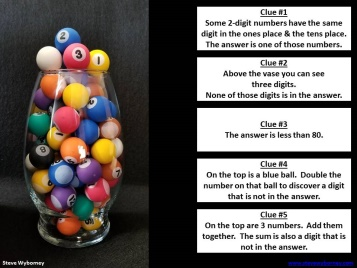 Clue #1
Some 2-digit numbers have the same
digit in the ones place & the tens place.
The answer is one of those numbers.
Clue #2
Above the vase you can see
three digits.
None of those digits is in the answer.
Clue #3
The answer is less than 80.
Clue #4
On the top is a blue ball. Double the
number on that ball to discover a digit
that is not in the answer.
Clue #5
On the top are 3 numbers. Add them
together. The sum is also a digit that is
not in the answer.
2
3
1
Steve Wyborney